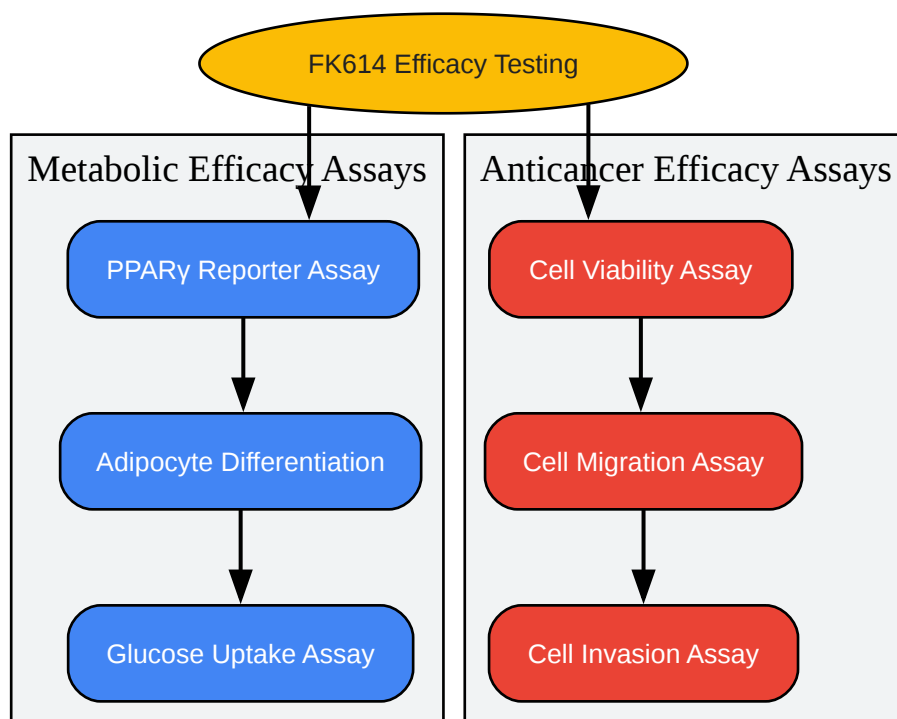 FK614 Efficacy Testing
Metabolic Efficacy Assays
PPARγ Reporter Assay
Adipocyte Differentiation
Glucose Uptake Assay
Anticancer Efficacy Assays
Cell Viability Assay
Cell Migration Assay
Cell Invasion Assay